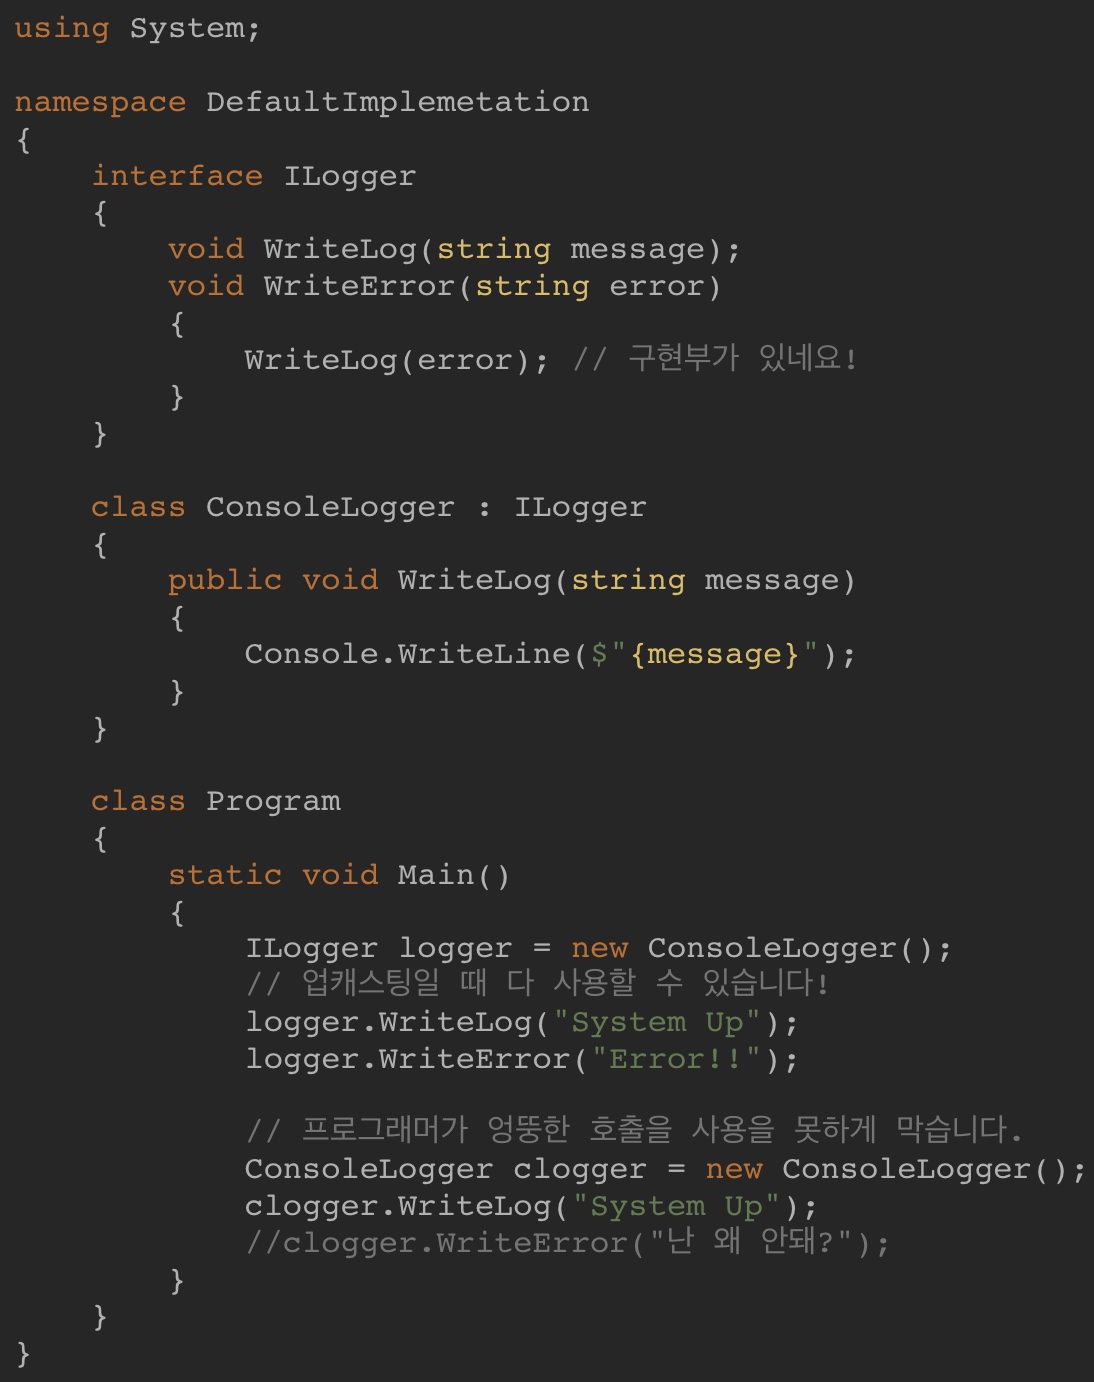 using System;

namespace DefaultImplemetation
{
    interface ILogger
    {
        void WriteLog(string message);
        void WriteError(string error)
        {
            WriteLog(error); // 구현부가 있네요!
        }
    }

    class ConsoleLogger : ILogger
    {
        public void WriteLog(string message)
        {
            Console.WriteLine($"{message}");
        }
    }

    class Program
    {
        static void Main()
        {
            ILogger logger = new ConsoleLogger();
            // 업캐스팅일 때 다 사용할 수 있습니다!
            logger.WriteLog("System Up");
            logger.WriteError("Error!!");

            // 프로그래머가 엉뚱한 호출을 사용을 못하게 막습니다.
            ConsoleLogger clogger = new ConsoleLogger();
            clogger.WriteLog("System Up");
            //clogger.WriteError("난 왜 안돼?");
        }
    }
}